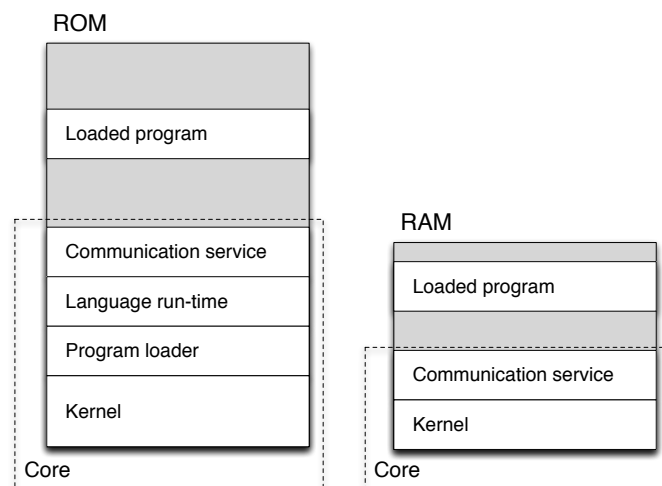 ROM
Loaded program
Communication service
Language run-time
Program loader
Kernel
Core
RAM
Loaded program
Communication service
Kernel
Core